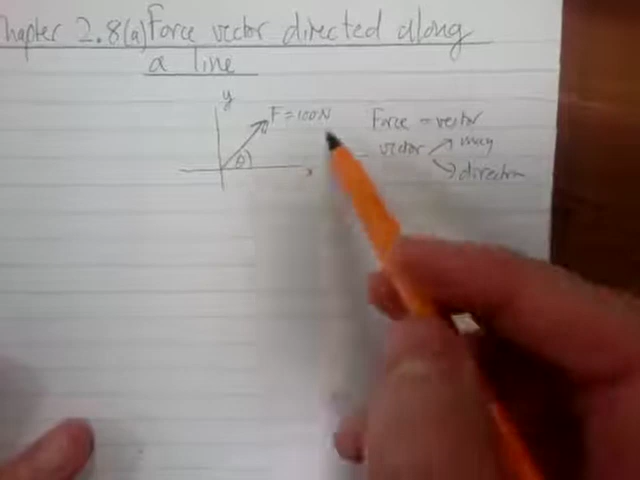 Chapter 2.8(a) Force vector directed along
a line
y
F = 100N
θ
x
Force = vector
vector
mag
direction